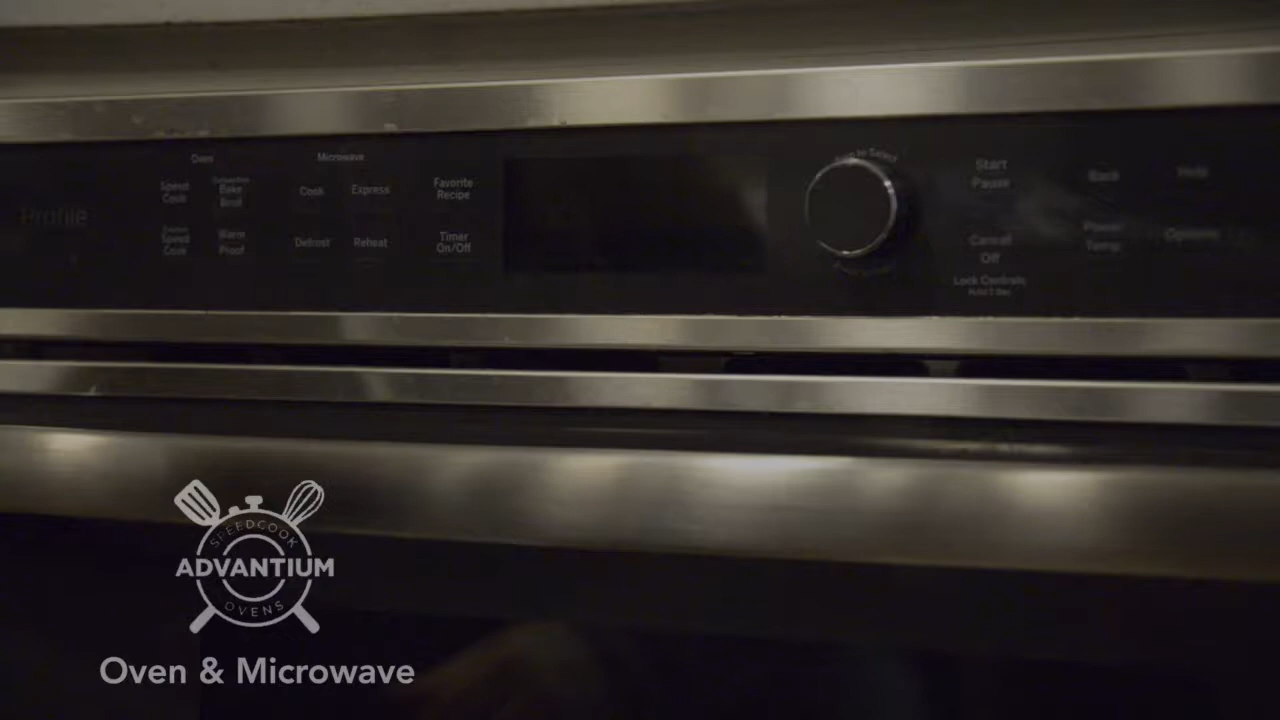 Oven
Microwave
Speed
Cook
Bake
Broil
Cook
Express
Favorite
Recipe
Start
Pause
Back
Profile
Speed
Cook
Warm
Proof
Defrost
Reheat
Timer
On/Off
Cancel
Off
Power
Temp
Options
Lock Controls
SPEEDCOOK
ADVANTIUM
OVENS
Oven & Microwave